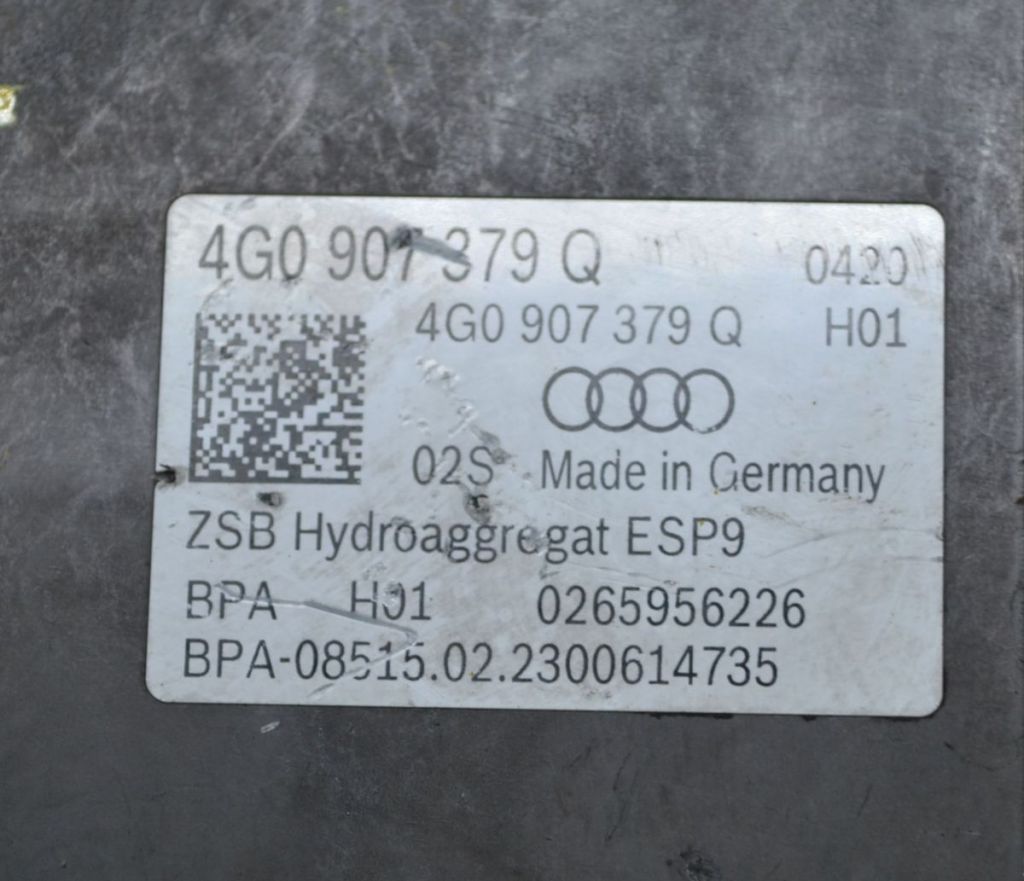 4G0 907 379 Q 0420
4G0 907 379 Q H01
02S Made in Germany
ZSB Hydroaggregat ESP9
BPA H01 0265956226
BPA-08515.02.2300614735